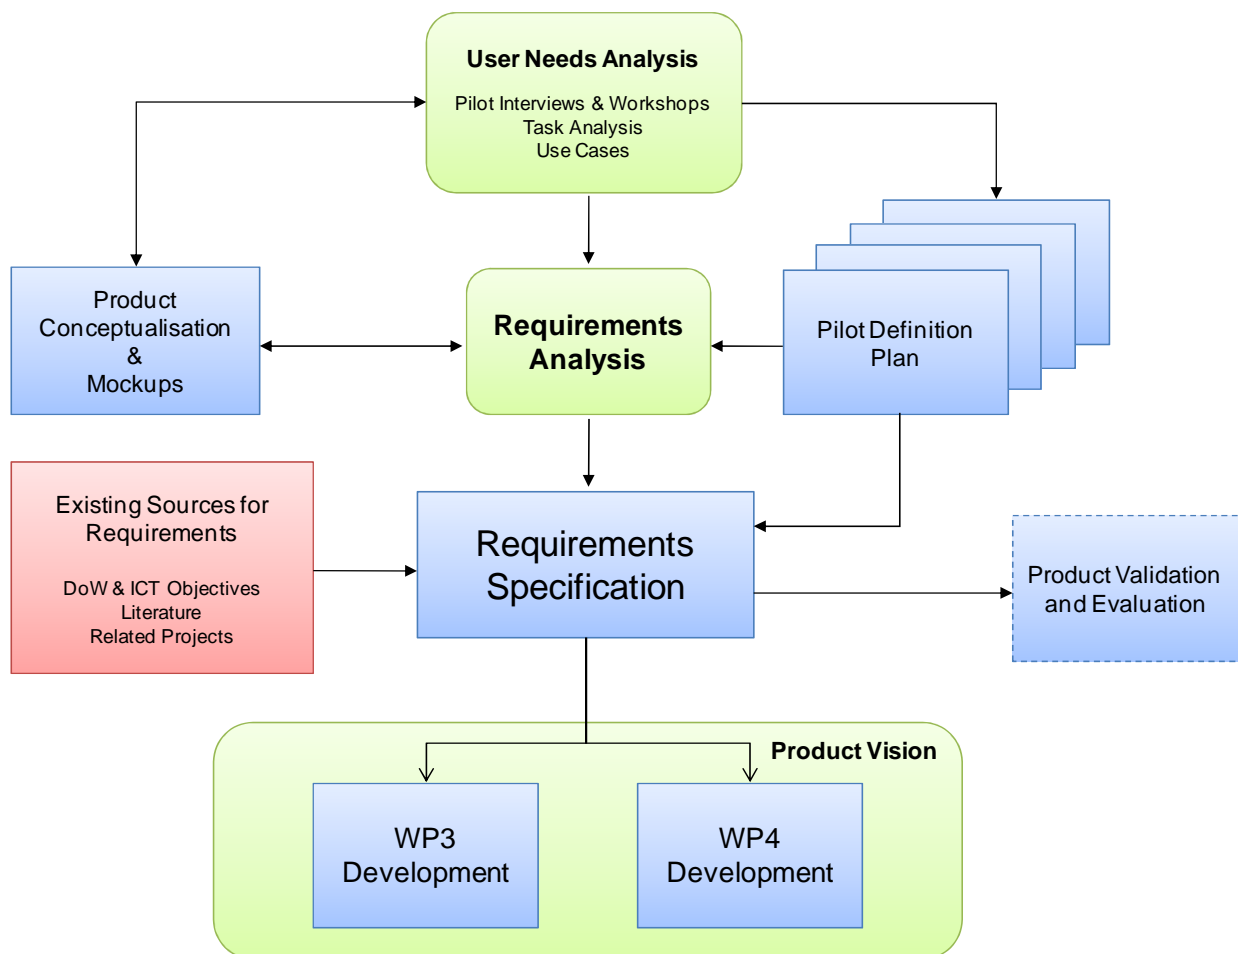 User Needs Analysis
Pilot Interviews & Workshops
Task Analysis
Use Cases
Product
Conceptualisation
&
Mockups
Requirements
Analysis
Pilot Definition
Plan
Existing Sources for
Requirements
DoW & ICT Objectives
Literature
Related Projects
Requirements
Specification
Product Validation
and Evaluation
Product Vision
WP3
Development
WP4
Development